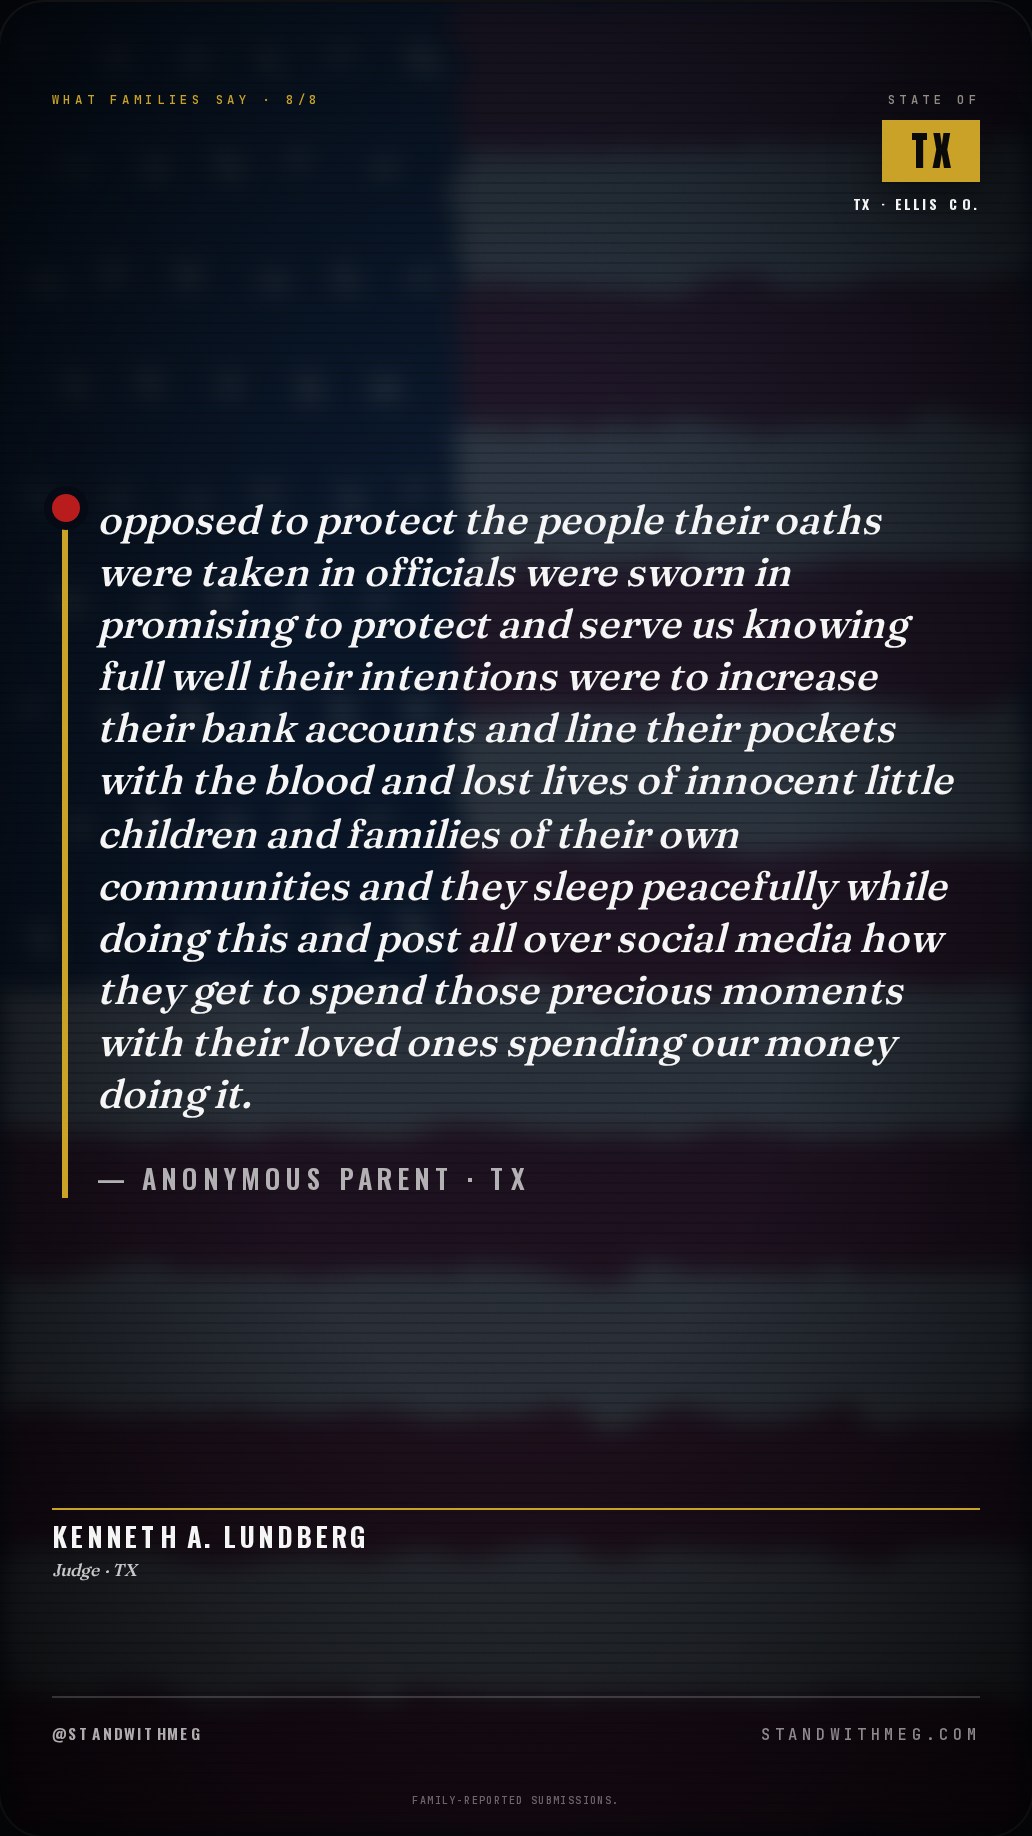 WHAT FAMILIES SAY · 8/8
STATE OF
TX
TX · ELLIS CO.
opposed to protect the people their oaths
were taken in officials were sworn in
promising to protect and serve us knowing
full well their intentions were to increase
their bank accounts and line their pockets
with the blood and lost lives of innocent little
children and families of their own
communities and they sleep peacefully while
doing this and post all over social media how
they get to spend those precious moments
with their loved ones spending our money
doing it.
— ANONYMOUS PARENT · TX
KENNETH A. LUNDBERG
Judge · TX
@STANDWITHMEG
STANDWITHMEG.COM
FAMILY-REPORTED SUBMISSIONS.